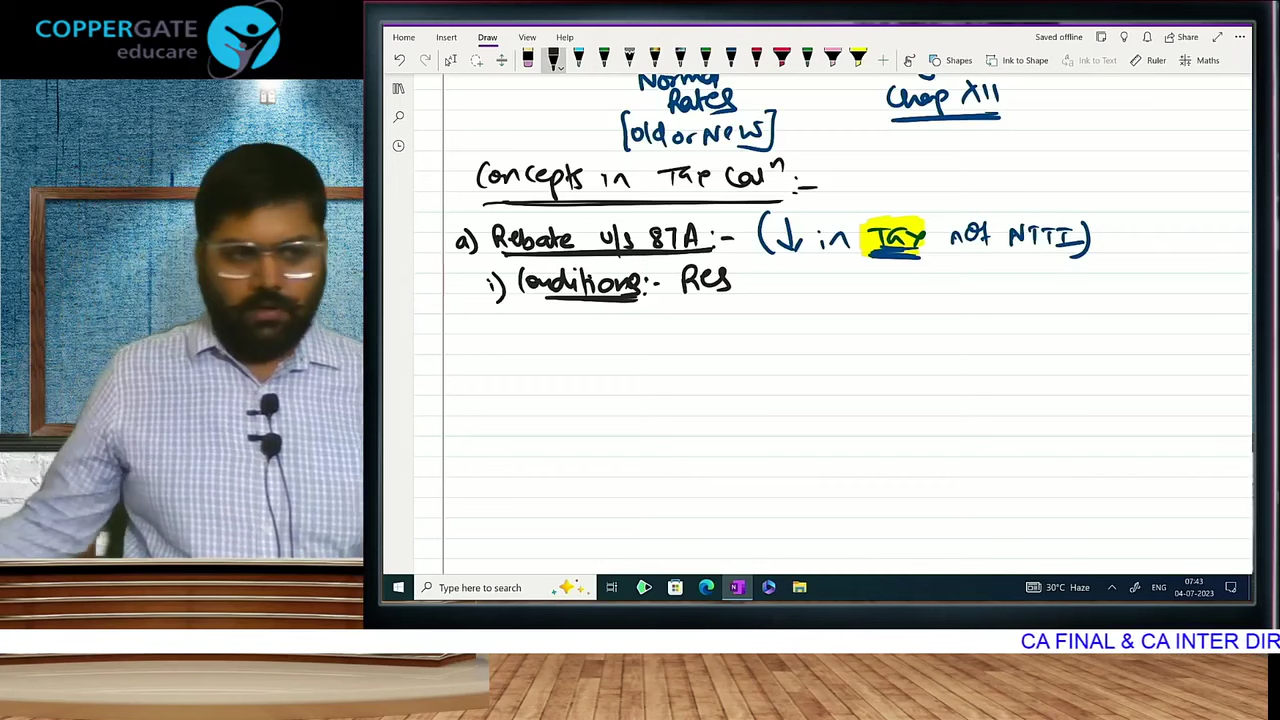 COPPERGATE
educare
Home Insert Draw View Help
Saved offline
Share
Shapes
Ink to Shape
Ink to Text
Ruler
Maths
Normal
Rates
[old or New]
Chap XII
Concepts in Tax Calⁿ :-
a) Rebate u/s 87A :- (↓ in Tax not NTTI)
i) Conditions:- Res
Type here to search
30°C Haze
ENG
07:43
04-07-2023
CA FINAL & CA INTER DIR